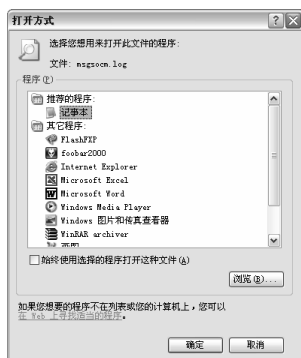 打开方式
选择您想用来打开此文件的程序:
文件: msgsocm.log
程序(P)
推荐的程序:
记事本
其它程序:
FlashFXP
foobar2000
Internet Explorer
Microsoft Excel
Microsoft Word
Windows Media Player
Windows 图片和传真查看器
WinRAR archiver
画图
始终使用选择的程序打开这种文件(A)
浏览(B)...
如果您想要的程序不在列表或您的计算机上，您可以
在 Web 上寻找适当的程序。
确定
取消